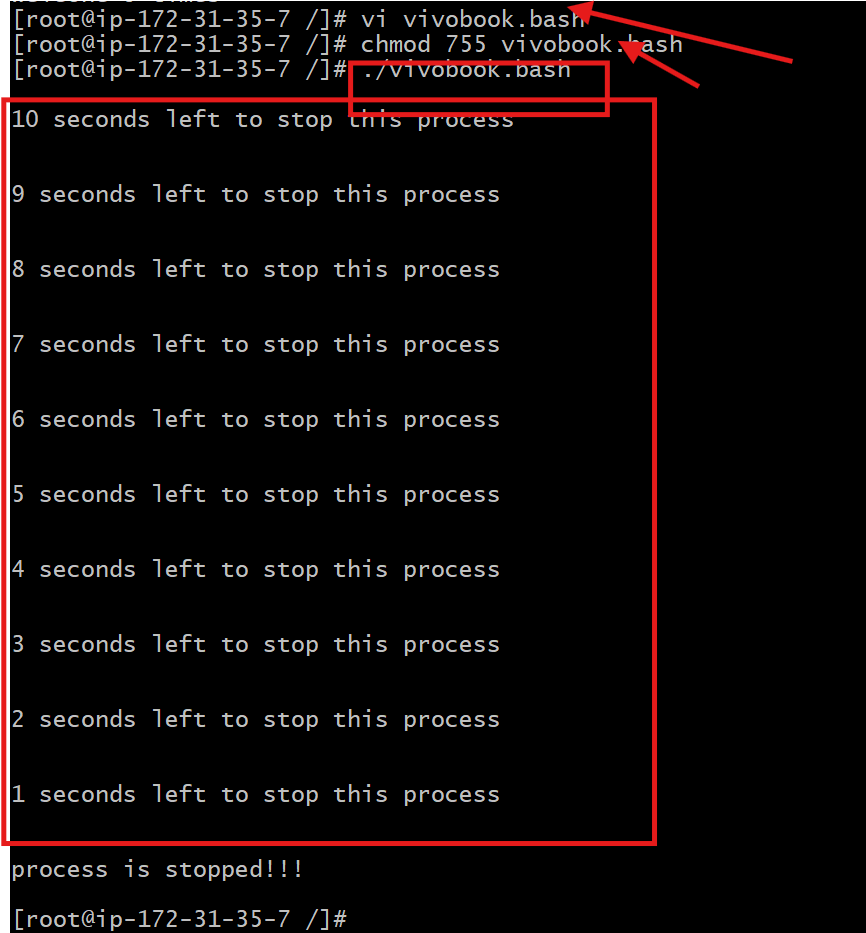 [root@ip-172-31-35-7 /]# vi vivobook.bash
[root@ip-172-31-35-7 /]# chmod 755 vivobook.bash
[root@ip-172-31-35-7 /]# ./vivobook.bash
10 seconds left to stop this process
9 seconds left to stop this process
8 seconds left to stop this process
7 seconds left to stop this process
6 seconds left to stop this process
5 seconds left to stop this process
4 seconds left to stop this process
3 seconds left to stop this process
2 seconds left to stop this process
1 seconds left to stop this process
process is stopped!!!
[root@ip-172-31-35-7 /]#